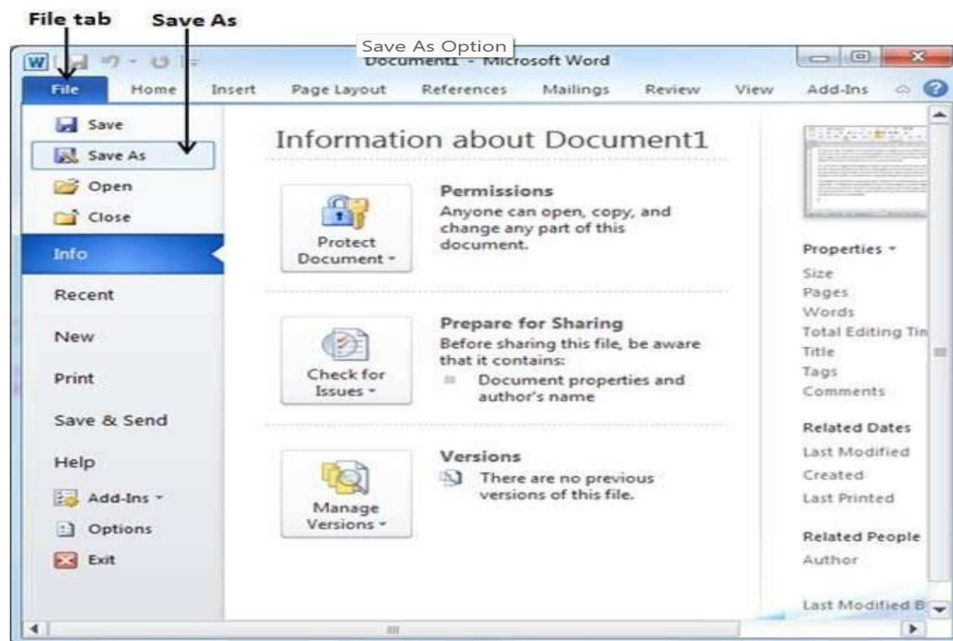 File tab Save As
Save As Option
Document1 - Microsoft Word
File Home Insert Page Layout References Mailings Review View Add-Ins
Save
Save As
Open
Close
Info
Recent
New
Print
Save & Send
Help
Add-Ins
Options
Exit
Information about Document1
Protect
Document
Permissions
Anyone can open, copy, and
change any part of this
document.
Check for
Issues
Prepare for Sharing
Before sharing this file, be aware
that it contains:
Document properties and
author's name
Manage
Versions
Versions
There are no previous
versions of this file.
Properties
Size
Pages
Words
Total Editing Tim
Title
Tags
Comments
Related Dates
Last Modified
Created
Last Printed
Related People
Author
Last Modified B